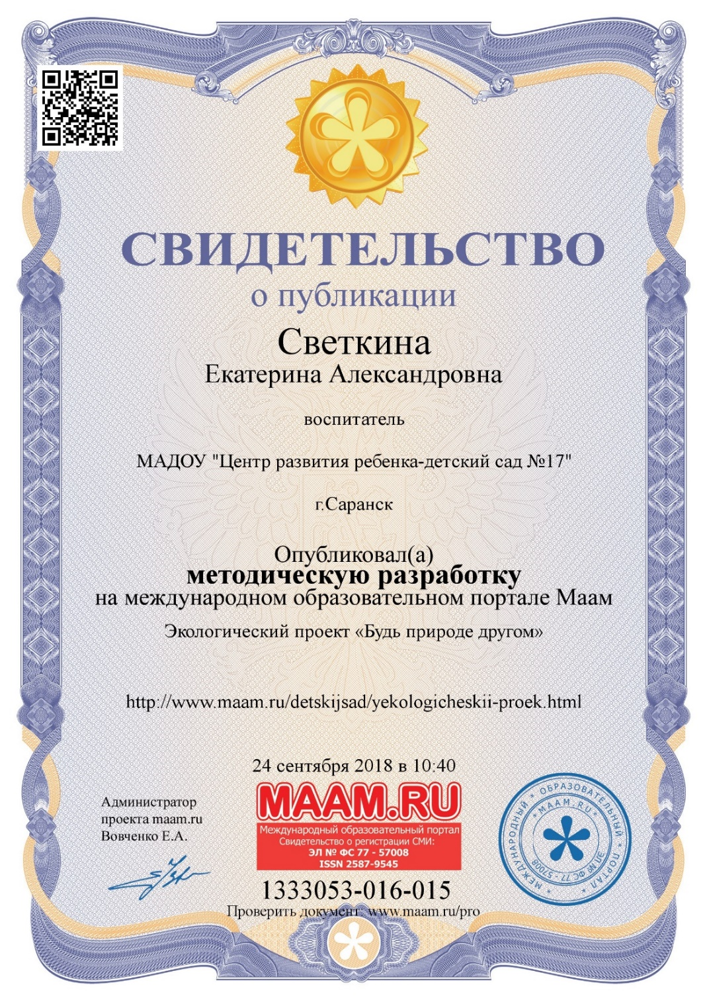 СВИДЕТЕЛЬСТВО
о публикации
Светкина
Екатерина Александровна
воспитатель
МАДОУ "Центр развития ребенка-детский сад №17"
г.Саранск
Опубликовал(а)
методическую разработку
на международном образовательном портале Маам
Экологический проект «Будь природе другом»
http://www.maam.ru/detskijsad/yekologicheskii-proek.html
24 сентября 2018 в 10:40
Администратор
проекта maam.ru
Вовченко Е.А.
MAAM.RU
Международный образовательный портал
Свидетельство о регистрации СМИ:
ЭЛ № ФС 77 - 57008
ISSN 2587-9545
1333053-016-015
Проверить документ: www.maam.ru/pro
* МЕЖДУНАРОДНЫЙ * ОБРАЗОВАТЕЛЬНЫЙ * ПОРТАЛ *
* MAAM.RU *
ЭЛ № ФС 77 - 57008